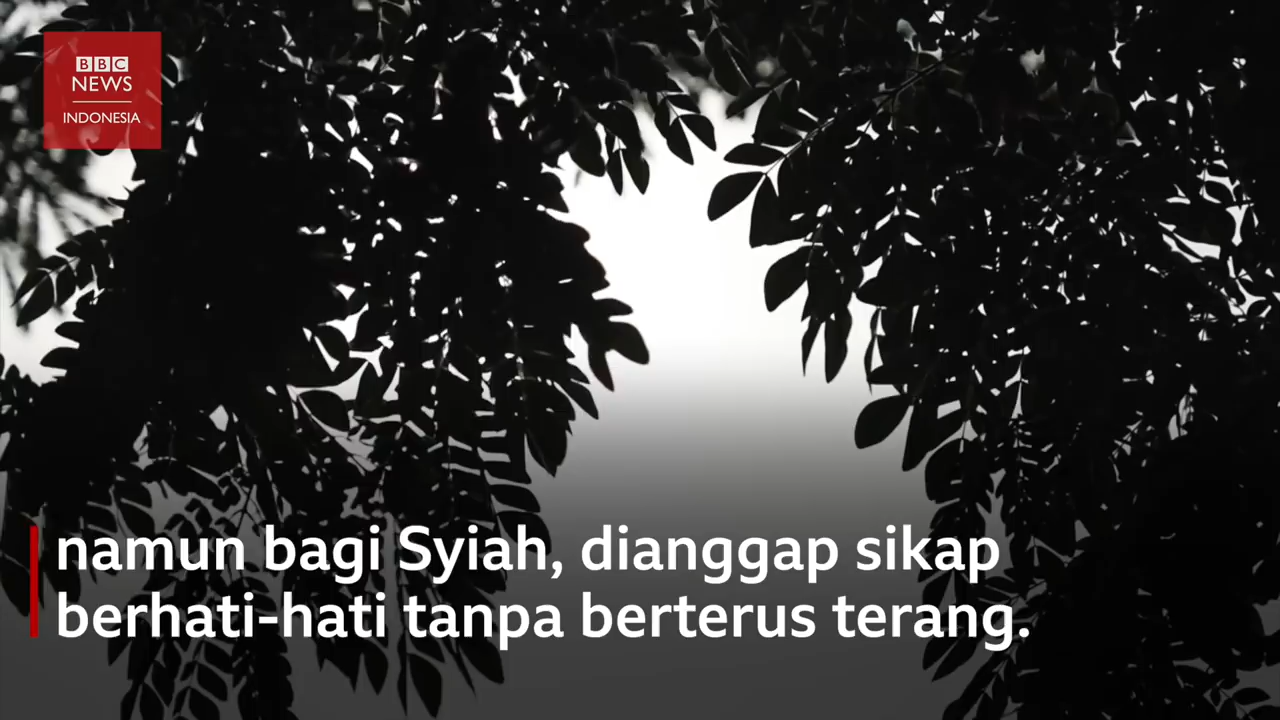 BBC
NEWS
INDONESIA
namun bagi Syiah, dianggap sikap
berhati-hati tanpa berterus terang.